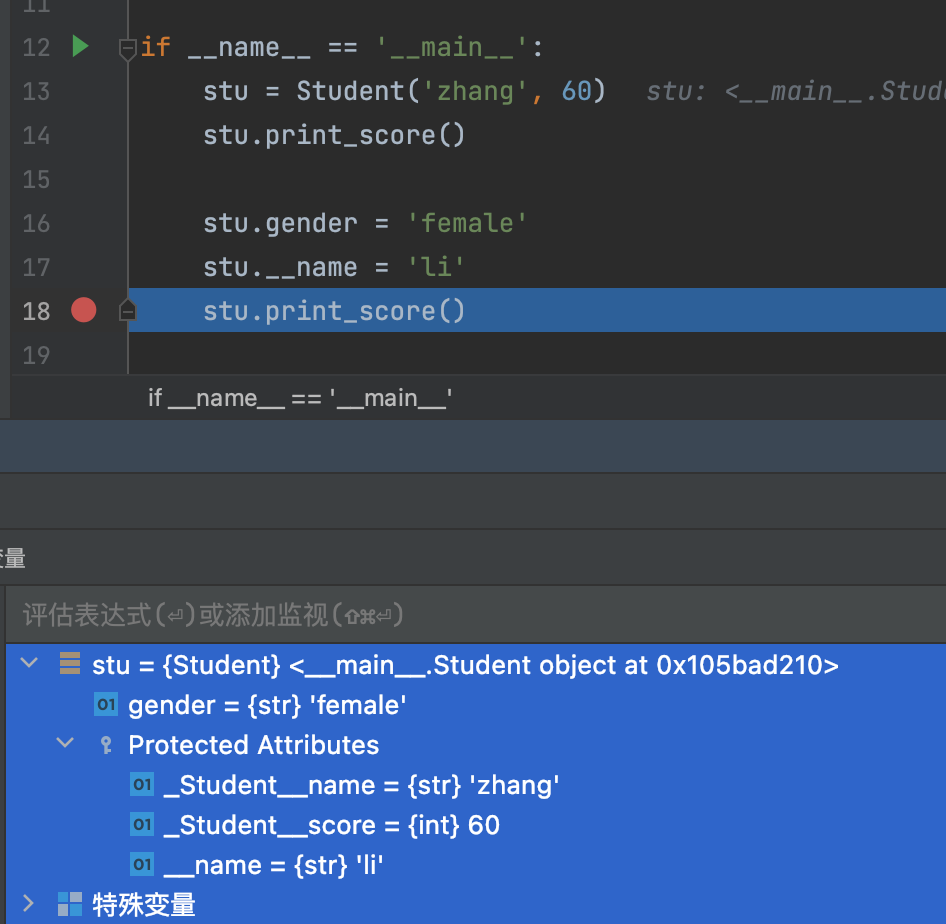 11
12 if __name__ == '__main__':
13 stu = Student('zhang', 60) stu: <__main__.Stud
14 stu.print_score()
15
16 stu.gender = 'female'
17 stu.__name = 'li'
18 stu.print_score()
19
if __name__ == '__main__'
变量
评估表达式(⏎)或添加监视(⇧⌘⏎)
stu = {Student} <__main__.Student object at 0x105bad210>
01 gender = {str} 'female'
Protected Attributes
01 _Student__name = {str} 'zhang'
01 _Student__score = {int} 60
01 __name = {str} 'li'
特殊变量